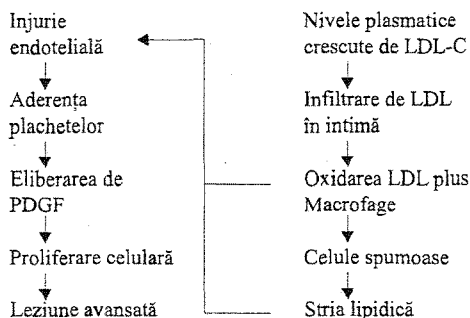 Injurie
endotelială
Aderența
plachetelor
Eliberarea de
PDGF
Proliferare celulară
Leziune avansată
Nivele plasmatice
crescute de LDL-C
Infiltrare de LDL
în intimă
Oxidarea LDL plus
Macrofage
Celule spumoase
Stria lipidică